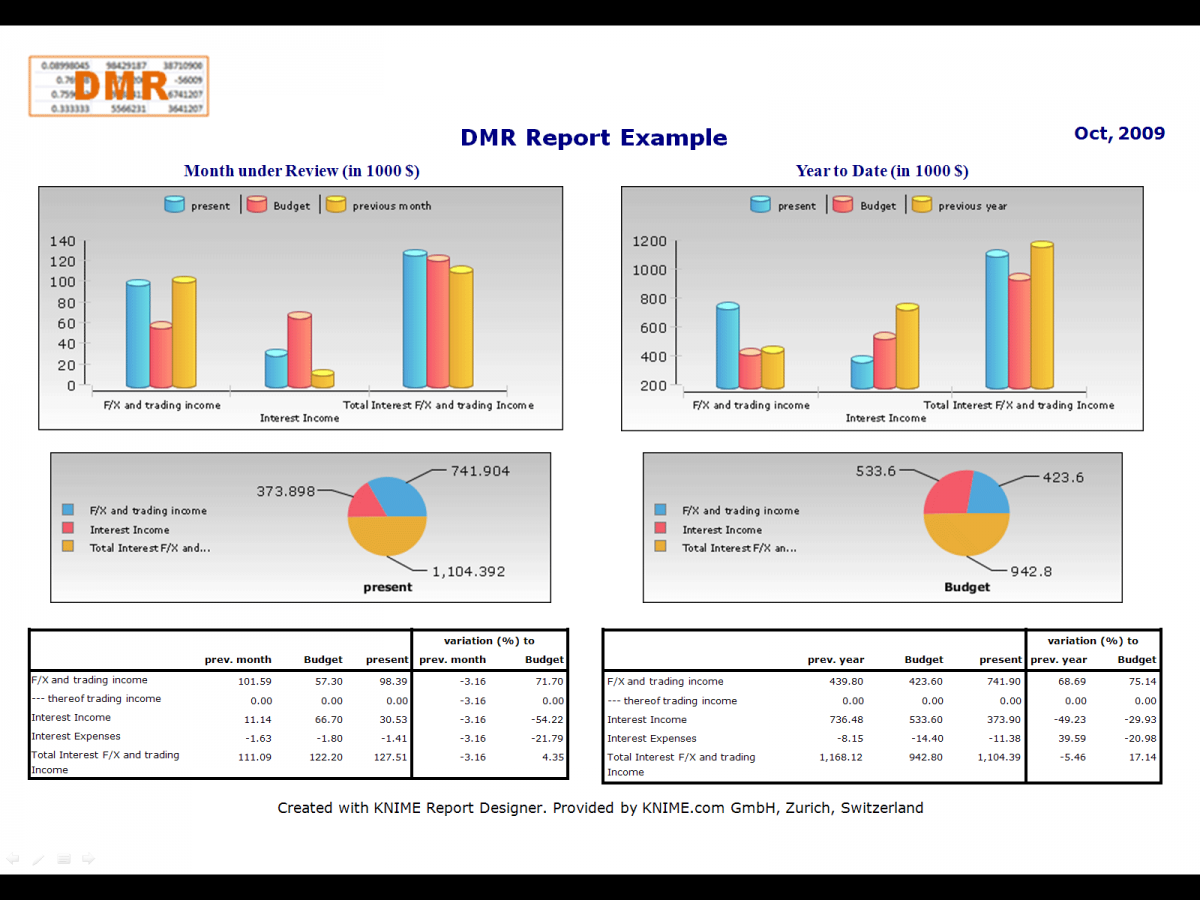 0.08998045 98429187 38710908
DMR
-56009
6741207
0.333333 5566231 3641207
DMR Report Example
Oct, 2009
Month under Review (in 1000 $)
present Budget previous month
140
120
100
80
60
40
20
0
F/X and trading income
Interest Income
Total Interest F/X and trading Income
Year to Date (in 1000 $)
present Budget previous year
1200
1000
800
600
400
200
F/X and trading income
Interest Income
Total Interest F/X and trading Income
741.904
373.898
F/X and trading income
Interest Income
Total Interest F/X and...
1,104.392
present
533.6
423.6
F/X and trading income
Interest Income
Total Interest F/X an...
942.8
Budget
variation (%) to
prev. month Budget present prev. month Budget
F/X and trading income 101.59 57.30 98.39 -3.16 71.70
--- thereof trading income 0.00 0.00 0.00 -3.16 0.00
Interest Income 11.14 66.70 30.53 -3.16 -54.22
Interest Expenses -1.63 -1.80 -1.41 -3.16 -21.79
Total Interest F/X and trading 111.09 122.20 127.51 -3.16 4.35
Income
variation (%) to
prev. year Budget present prev. year Budget
F/X and trading income 439.80 423.60 741.90 68.69 75.14
--- thereof trading income 0.00 0.00 0.00 0.00 0.00
Interest Income 736.48 533.60 373.90 -49.23 -29.93
Interest Expenses -8.15 -14.40 -11.38 39.59 -20.98
Total Interest F/X and trading 1,168.12 942.80 1,104.39 -5.46 17.14
Income
Created with KNIME Report Designer. Provided by KNIME.com GmbH, Zurich, Switzerland